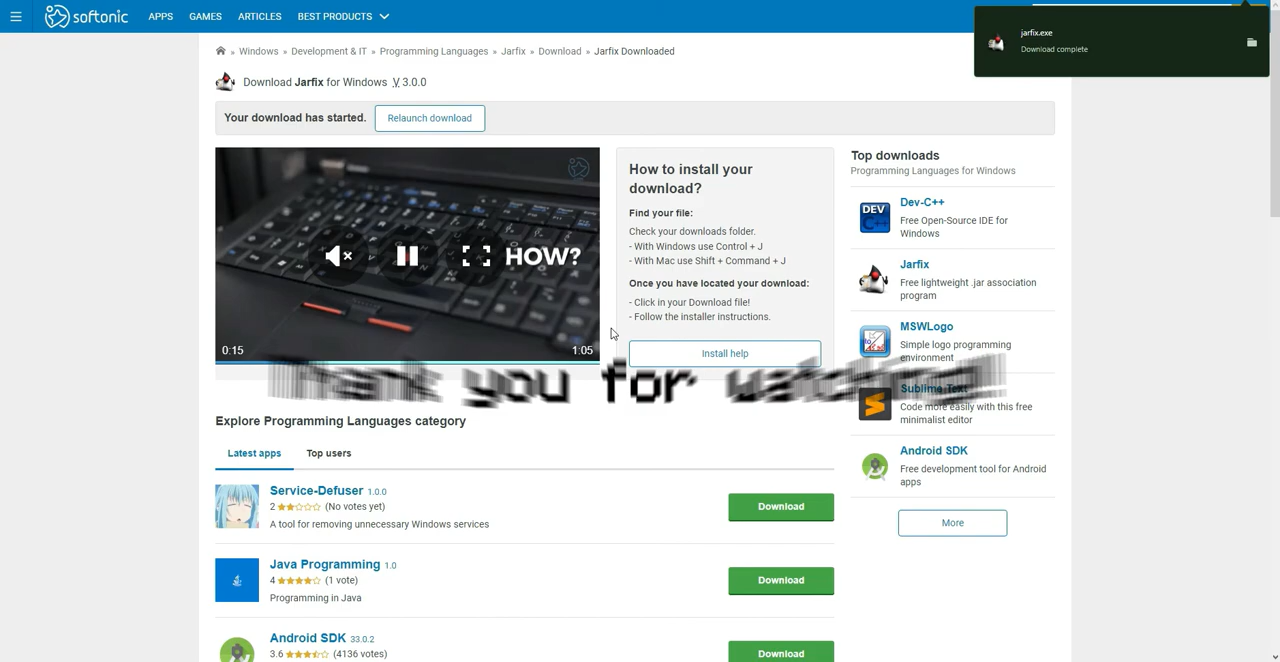 softonic
APPS
GAMES
ARTICLES
BEST PRODUCTS
jarfix.exe
Download complete
» Windows » Development & IT » Programming Languages » Jarfix » Download » Jarfix Downloaded
Download Jarfix for Windows V 3.0.0
Your download has started.
Relaunch download
HOW?
0:15
1:05
How to install your
download?
Find your file:
Check your downloads folder.
- With Windows use Control + J
- With Mac use Shift + Command + J
Once you have located your download:
- Click in your Download file!
- Follow the installer instructions.
Install help
Top downloads
Programming Languages for Windows
DEV
C++
Dev-C++
Free Open-Source IDE for
Windows
Jarfix
Free lightweight .jar association
program
MSWLogo
Simple logo programming
environment
Sublime Text
Code more easily with this free
minimalist editor
Android SDK
Free development tool for Android
apps
More
Thank you for watching
Explore Programming Languages category
Latest apps
Top users
Service-Defuser 1.0.0
2 (No votes yet)
A tool for removing unnecessary Windows services
Download
Java Programming 1.0
4 (1 vote)
Programming in Java
Download
Android SDK 33.0.2
3.6 (4136 votes)
Download